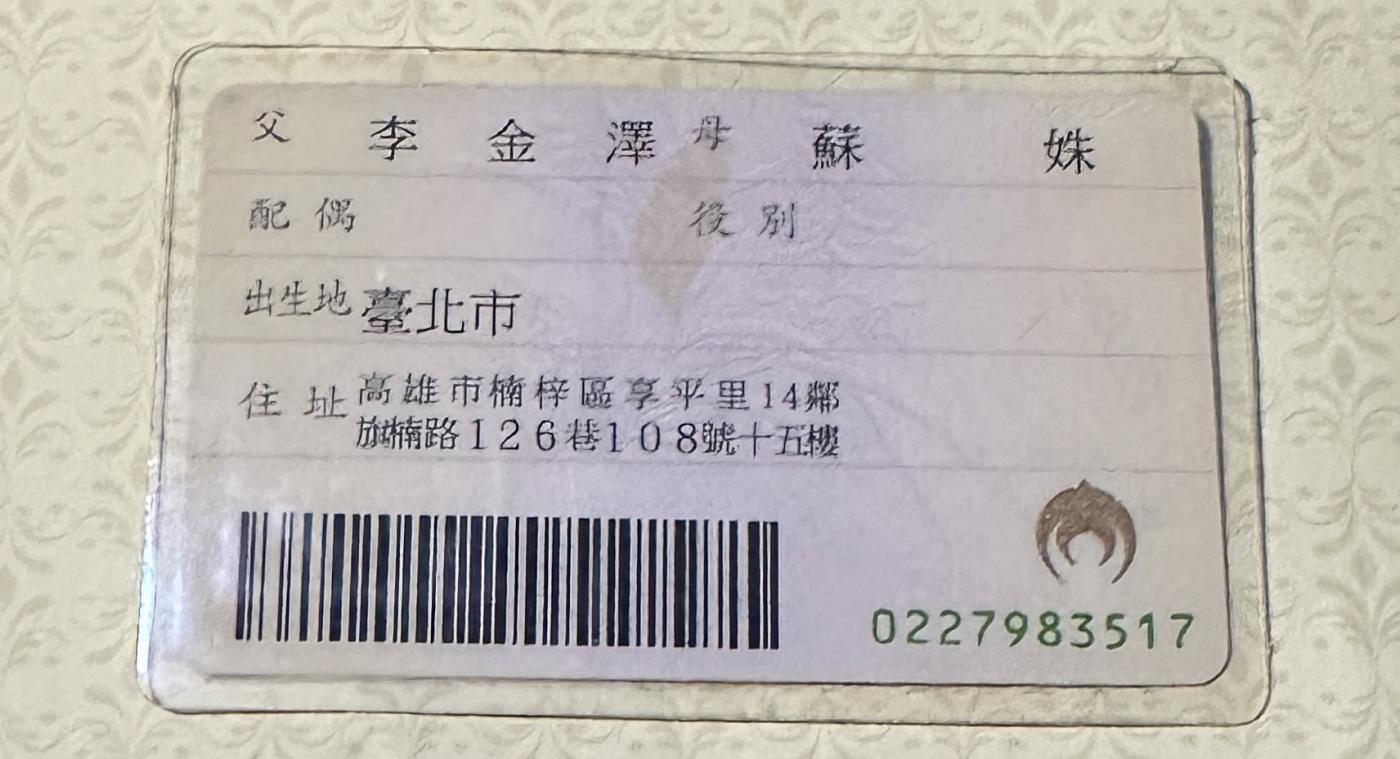 父 李金澤 母 蘇姝
配偶 役別
出生地 臺北市
住址 高雄市楠梓區享平里14鄰
旗楠路126巷108號十五樓
0227983517